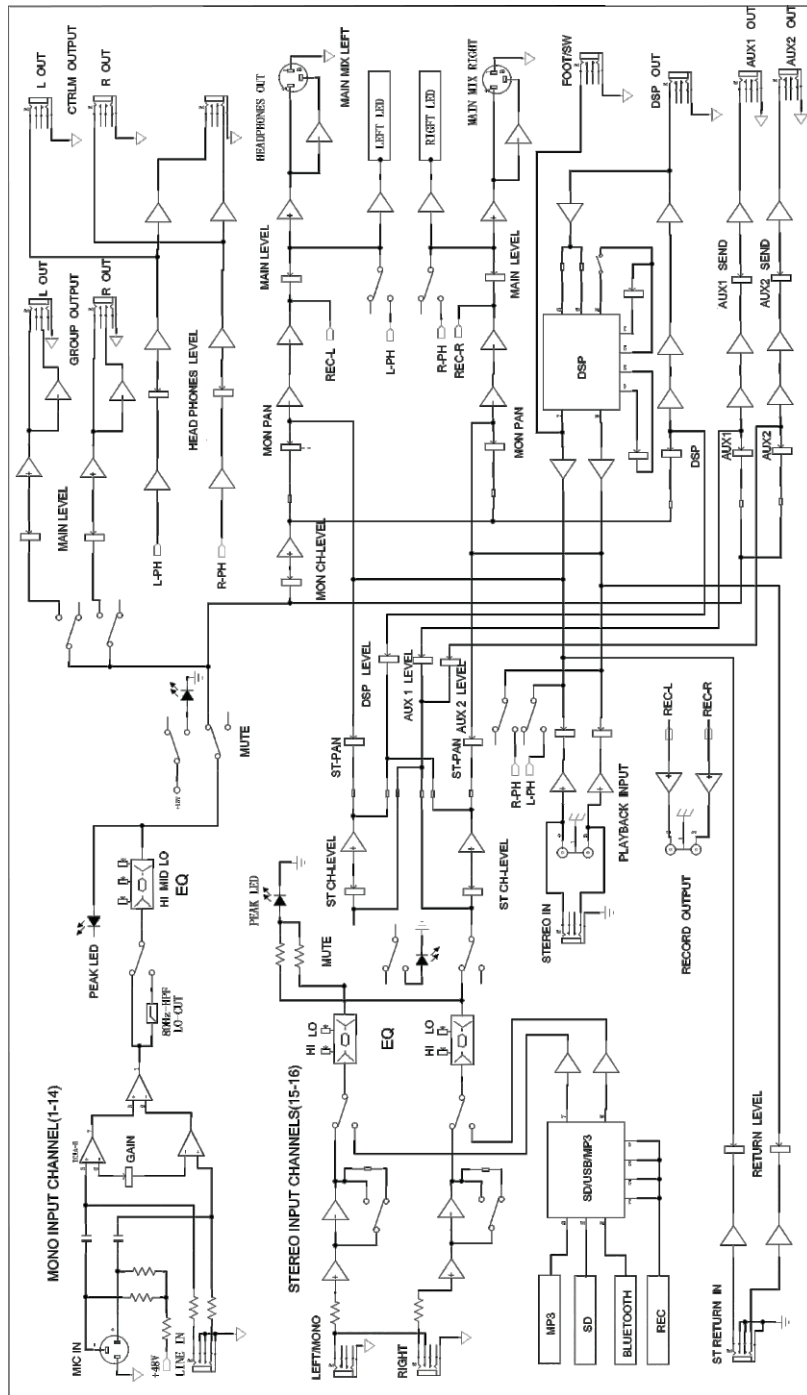 MONO INPUT CHANNEL(1-14)
MIC IN
+48V
LINE IN
GAIN
80Hz-HPF
LO-CUT
PEAK LED
HI MID LO
EQ
MUTE
+48V
MAIN LEVEL
GROUP OUTPUT
L OUT
R OUT
CTRLM OUTPUT
L OUT
R OUT
L-PH
R-PH
HEAD PHONES LEVEL
HEADPHONES OUT
MAIN MIX LEFT
LEFT LED
RIGHT LED
MAIN MIX RIGHT
MAIN LEVEL
MAIN LEVEL
REC-L
L-PH
R-PH
REC-R
MON PAN
MON PAN
MON CH-LEVEL
STEREO INPUT CHANNELS(15-16)
LEFT/MONO
RIGHT
HI LO
EQ
HI LO
PEAK LED
MUTE
ST CH-LEVEL
ST CH-LEVEL
ST-PAN
ST-PAN
DSP LEVEL
AUX 1 LEVEL
AUX 2 LEVEL
FOOT/SW
DSP OUT
DSP
DSP
AUX1
AUX2
AUX1 SEND
AUX2 SEND
AUX1 OUT
AUX2 OUT
R-PH
L-PH
STEREO IN
PLAYBACK INPUT
RECORD OUTPUT
REC-L
REC-R
MP3
SD
BLUETOOTH
REC
SD/USB/MP3
ST RETURN IN
RETURN LEVEL